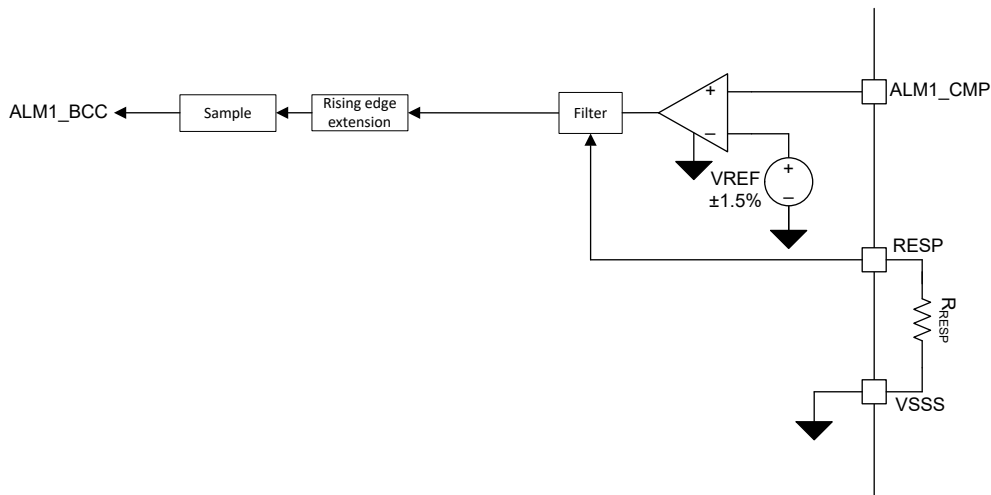 ALM1_CMP
ALM1_BCC
Sample
Rising edge
extension
Filter
+
–
VREF
±1.5%
+
–
RESP
RRESP
VSSS